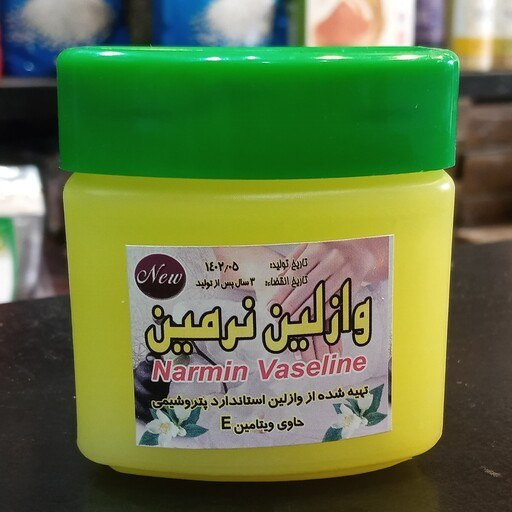 New
تاریخ تولید: ۱۴۰۲/۰۵
تاریخ انقضاء: ۳ سال پس از تولید
وازلین نرمین
Narmin Vaseline
تهیه شده از وازلین استاندارد پتروشیمی
حاوی ویتامین E